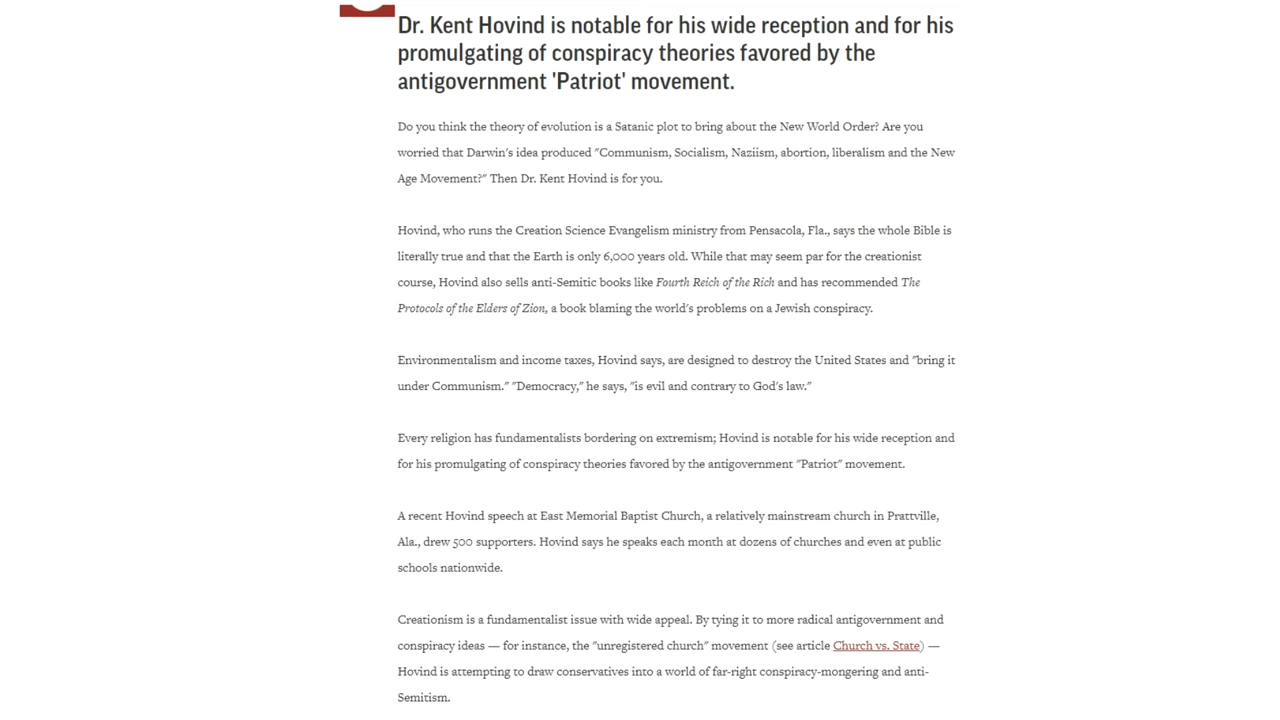 Dr. Kent Hovind is notable for his wide reception and for his
promulgating of conspiracy theories favored by the
antigovernment 'Patriot' movement.
Do you think the theory of evolution is a Satanic plot to bring about the New World Order? Are you
worried that Darwin's idea produced "Communism, Socialism, Naziism, abortion, liberalism and the New
Age Movement?" Then Dr. Kent Hovind is for you.
Hovind, who runs the Creation Science Evangelism ministry from Pensacola, Fla., says the whole Bible is
literally true and that the Earth is only 6,000 years old. While that may seem par for the creationist
course, Hovind also sells anti-Semitic books like Fourth Reich of the Rich and has recommended The
Protocols of the Elders of Zion, a book blaming the world's problems on a Jewish conspiracy.
Environmentalism and income taxes, Hovind says, are designed to destroy the United States and "bring it
under Communism." "Democracy," he says, "is evil and contrary to God's law."
Every religion has fundamentalists bordering on extremism; Hovind is notable for his wide reception and
for his promulgating of conspiracy theories favored by the antigovernment "Patriot" movement.
A recent Hovind speech at East Memorial Baptist Church, a relatively mainstream church in Prattville,
Ala., drew 500 supporters. Hovind says he speaks each month at dozens of churches and even at public
schools nationwide.
Creationism is a fundamentalist issue with wide appeal. By tying it to more radical antigovernment and
conspiracy ideas — for instance, the "unregistered church" movement (see article Church vs. State) —
Hovind is attempting to draw conservatives into a world of far-right conspiracy-mongering and anti-
Semitism.